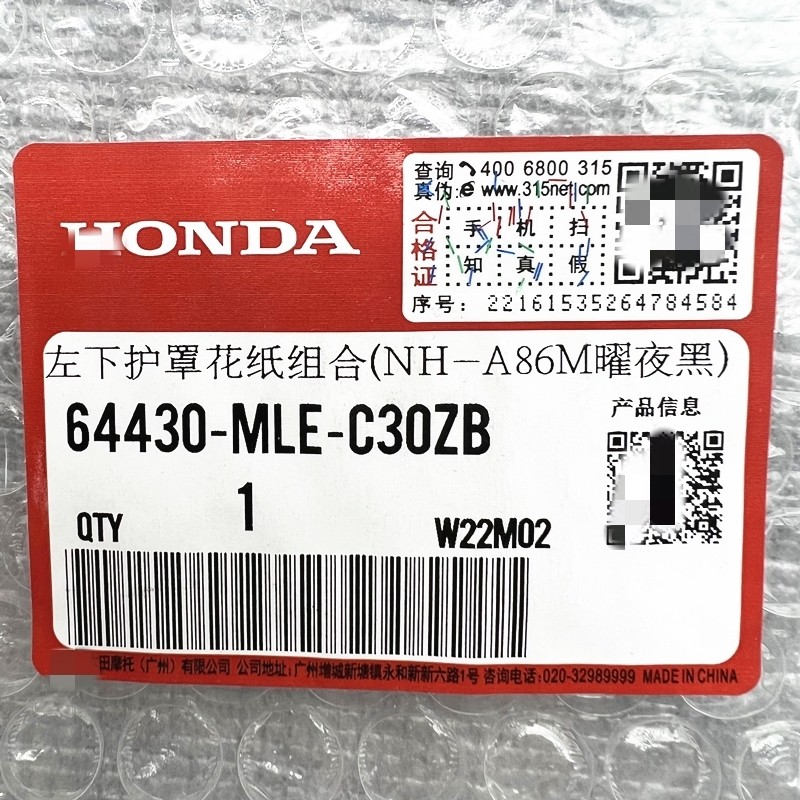 HONDA
查询 400 6800 315
真伪: www.315net.com
合格证
手机扫
知真假
序号: 22161535264784584
左下护罩花纸组合(NH-A86M曜夜黑)
64430-MLE-C30ZB
产品信息
1
QTY
W22M02
田摩托(广州)有限公司 公司地址:广州增城新塘镇永和新新六路1号 咨询电话:020-32989999 MADE IN CHINA